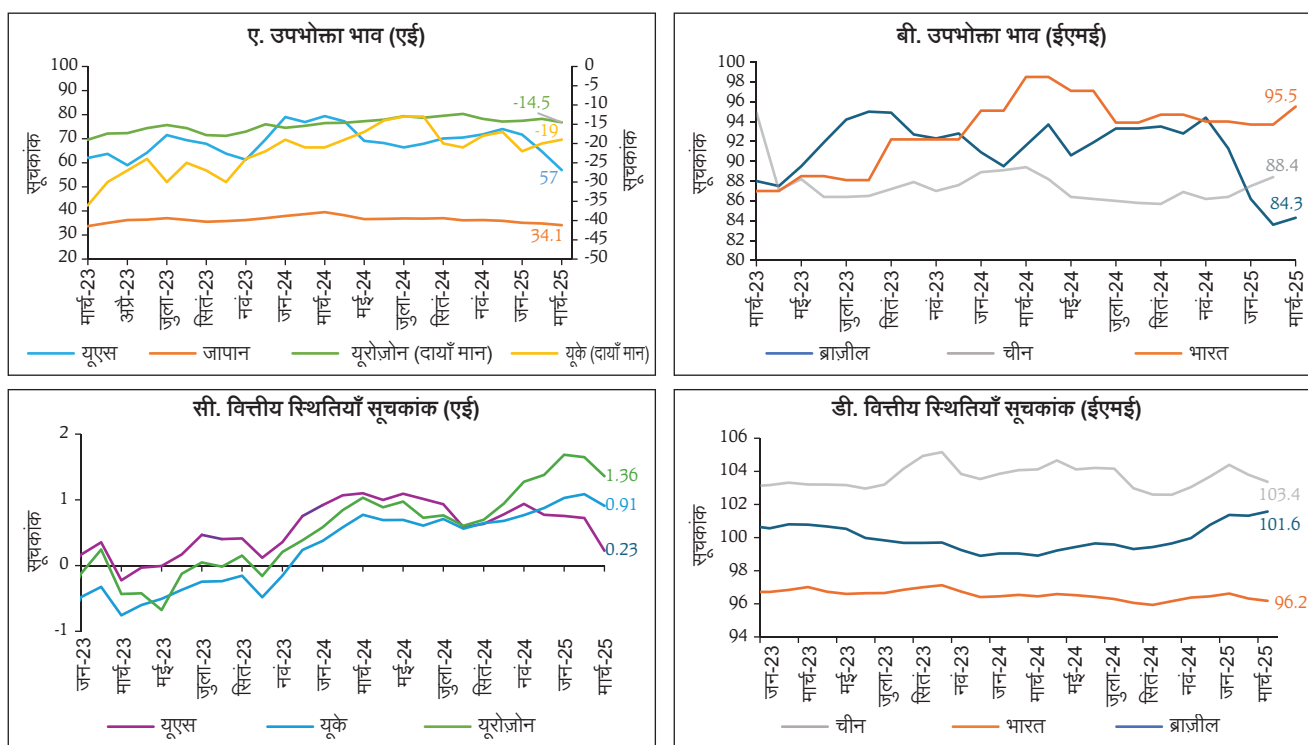 ए. उपभोक्ता भाव (एई)
सूचकांक
100
90
80
70
60
50
40
30
20
0
-5
-10
-15
-20
-25
-30
-35
-40
-45
-50
सूचकांक
-14.5
-19
57
34.1
मार्च-23
अप्रै-23
जुला-23
सितं-23
नवं-23
जन-24
मार्च-24
मई-24
जुला-24
सितं-24
नवं-24
जन-25
मार्च-25
यूएस जापान यूरोज़ोन (दायाँ मान) यूके (दायाँ मान)
बी. उपभोक्ता भाव (ईएमई)
सूचकांक
100
98
96
94
92
90
88
86
84
82
80
95.5
88.4
84.3
मार्च-23
मई-23
जुला-23
सितं-23
नवं-23
जन-24
मार्च-24
मई-24
जुला-24
सितं-24
नवं-24
जन-25
मार्च-25
ब्राज़ील चीन भारत
सी. वित्तीय स्थितियाँ सूचकांक (एई)
सूचकांक
2
1
0
-1
1.36
0.91
0.23
जन-23
मार्च-23
मई-23
जुला-23
सितं-23
नवं-23
जन-24
मार्च-24
मई-24
जुला-24
सितं-24
नवं-24
जन-25
मार्च-25
यूएस यूके यूरोज़ोन
डी. वित्तीय स्थितियाँ सूचकांक (ईएमई)
सूचकांक
106
104
102
100
98
96
94
103.4
101.6
96.2
जन-23
मार्च-23
मई-23
जुला-23
सितं-23
नवं-23
जन-24
मार्च-24
मई-24
जुला-24
सितं-24
नवं-24
जन-25
मार्च-25
चीन भारत ब्राज़ील